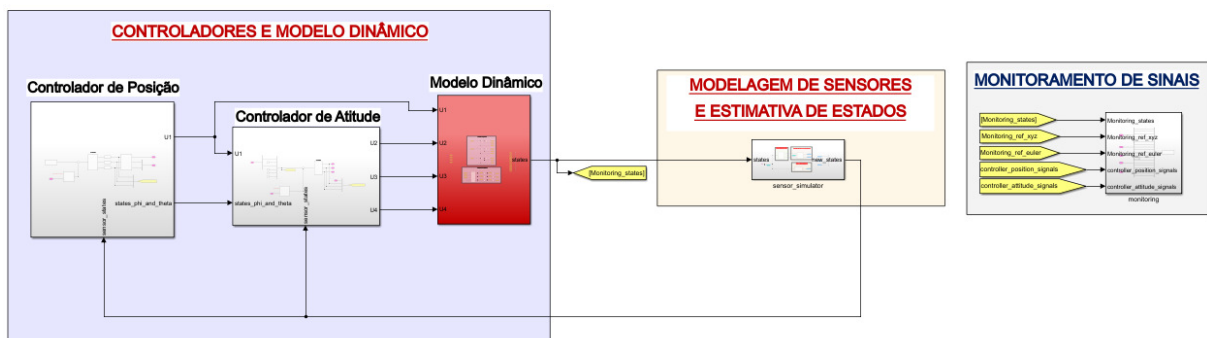 CONTROLADORES E MODELO DINÂMICO
Controlador de Posição
U1
states_phi_and_theta
sensor_states
Controlador de Atitude
U1
states_phi_and_theta
sensor_states
U2
U3
U4
Modelo Dinâmico
U1
U2
U3
U4
states
[Monitoring_states]
MODELAGEM DE SENSORES
E ESTIMATIVA DE ESTADOS
states
new_states
sensor_simulator
MONITORAMENTO DE SINAIS
[Monitoring_states]
Monitoring_ref_xyz
Monitoring_ref_euler
controller_position_signals
controller_attitude_signals
Monitoring_states
Monitoring_ref_xyz
Monitoring_ref_euler
controller_position_signals
controller_attitude_signals
monitoring